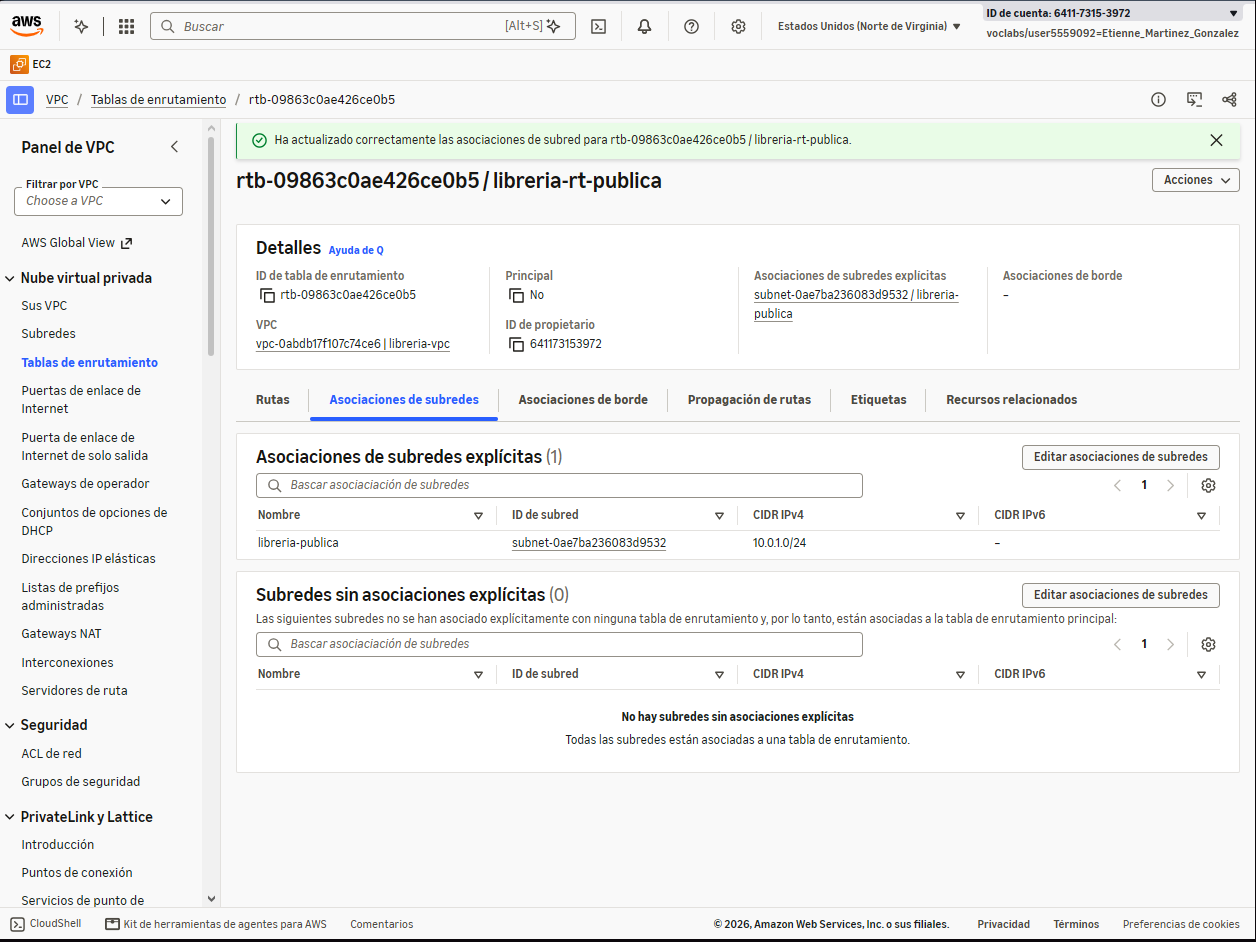 aws
Buscar
[Alt+S]
Estados Unidos (Norte de Virginia)
ID de cuenta: 6411-7315-3972
voclabs/user5559092=Etienne_Martinez_Gonzalez
EC2
VPC / Tablas de enrutamiento / rtb-09863c0ae426ce0b5
Panel de VPC
Filtrar por VPC
Choose a VPC
AWS Global View
Nube virtual privada
Sus VPC
Subredes
Tablas de enrutamiento
Puertas de enlace de
Internet
Puerta de enlace de
Internet de solo salida
Gateways de operador
Conjuntos de opciones de
DHCP
Direcciones IP elásticas
Listas de prefijos
administradas
Gateways NAT
Interconexiones
Servidores de ruta
Seguridad
ACL de red
Grupos de seguridad
PrivateLink y Lattice
Introducción
Puntos de conexión
Servicios de punto de
Ha actualizado correctamente las asociaciones de subred para rtb-09863c0ae426ce0b5 / libreria-rt-publica.
rtb-09863c0ae426ce0b5 / libreria-rt-publica
Acciones
Detalles Ayuda de Q
ID de tabla de enrutamiento
rtb-09863c0ae426ce0b5
VPC
vpc-0abdb17f107c74ce6 | libreria-vpc
Principal
No
ID de propietario
641173153972
Asociaciones de subredes explícitas
subnet-0ae7ba236083d9532 / libreria-
publica
Asociaciones de borde
–
Rutas
Asociaciones de subredes
Asociaciones de borde
Propagación de rutas
Etiquetas
Recursos relacionados
Asociaciones de subredes explícitas (1)
Editar asociaciones de subredes
Bascar asociaciación de subredes
1
Nombre
ID de subred
CIDR IPv4
CIDR IPv6
libreria-publica
subnet-0ae7ba236083d9532
10.0.1.0/24
–
Subredes sin asociaciones explícitas (0)
Editar asociaciones de subredes
Las siguientes subredes no se han asociado explícitamente con ninguna tabla de enrutamiento y, por lo tanto, están asociadas a la tabla de enrutamiento principal:
Bascar asociaciación de subredes
1
Nombre
ID de subred
CIDR IPv4
CIDR IPv6
No hay subredes sin asociaciones explícitas
Todas las subredes están asociadas a una tabla de enrutamiento.
CloudShell
Kit de herramientas de agentes para AWS
Comentarios
© 2026, Amazon Web Services, Inc. o sus filiales.
Privacidad
Términos
Preferencias de cookies